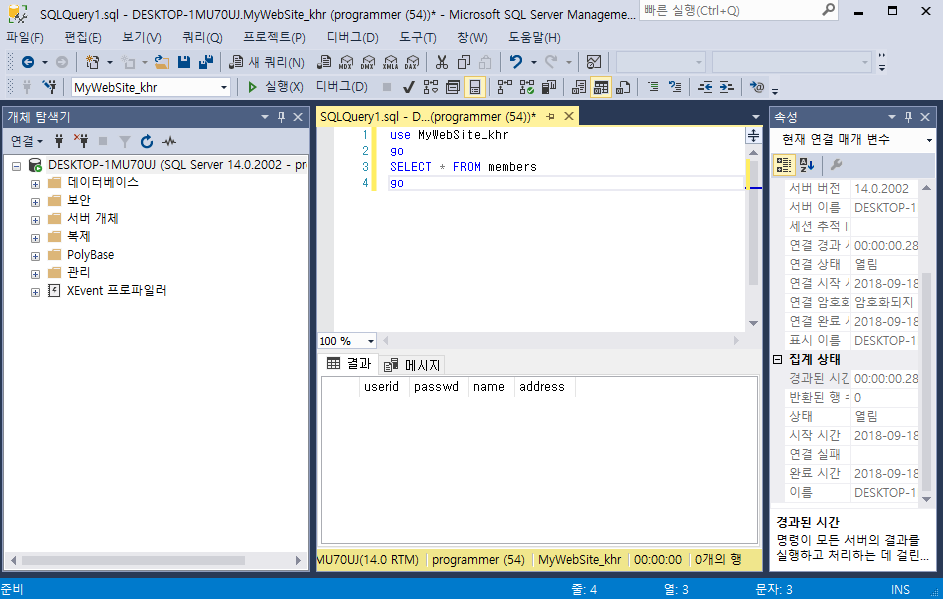 SQLQuery1.sql - DESKTOP-1MU70UJ.MyWebSite_khr (programmer (54))* - Microsoft SQL Server Manageme...
빠른 실행(Ctrl+Q)
파일(F) 편집(E) 보기(V) 쿼리(Q) 프로젝트(P) 디버그(D) 도구(T) 창(W) 도움말(H)
새 쿼리(N) MDX DMX XMLA DAX
MyWebSite_khr 실행(X) 디버그(D)
개체 탐색기
연결
DESKTOP-1MU70UJ (SQL Server 14.0.2002 - pr
데이터베이스
보안
서버 개체
복제
PolyBase
관리
XEvent 프로파일러
SQLQuery1.sql - D...(programmer (54))*
1 use MyWebSite_khr
2 go
3 SELECT * FROM members
4 go
100 %
결과 메시지
userid passwd name address
MU70UJ(14.0 RTM) programmer (54) MyWebSite_khr 00:00:00 0개의 행
속성
현재 연결 매개 변수
서버 버전 14.0.2002
서버 이름 DESKTOP-1
세션 추적 I
연결 경과 시 00:00:00.28
연결 상태 열림
연결 시작 시 2018-09-18
연결 암호화 암호화되지
연결 완료 시 2018-09-18
표시 이름 DESKTOP-1
집계 상태
경과된 시간 00:00:00.28
반환된 행 수 0
상태 열림
시작 시간 2018-09-18
연결 실패
완료 시간 2018-09-18
이름 DESKTOP-1
경과된 시간
명령이 모든 서버의 결과를
실행하고 처리하는 데 걸린...
준비 줄: 4 열: 3 문자: 3 INS